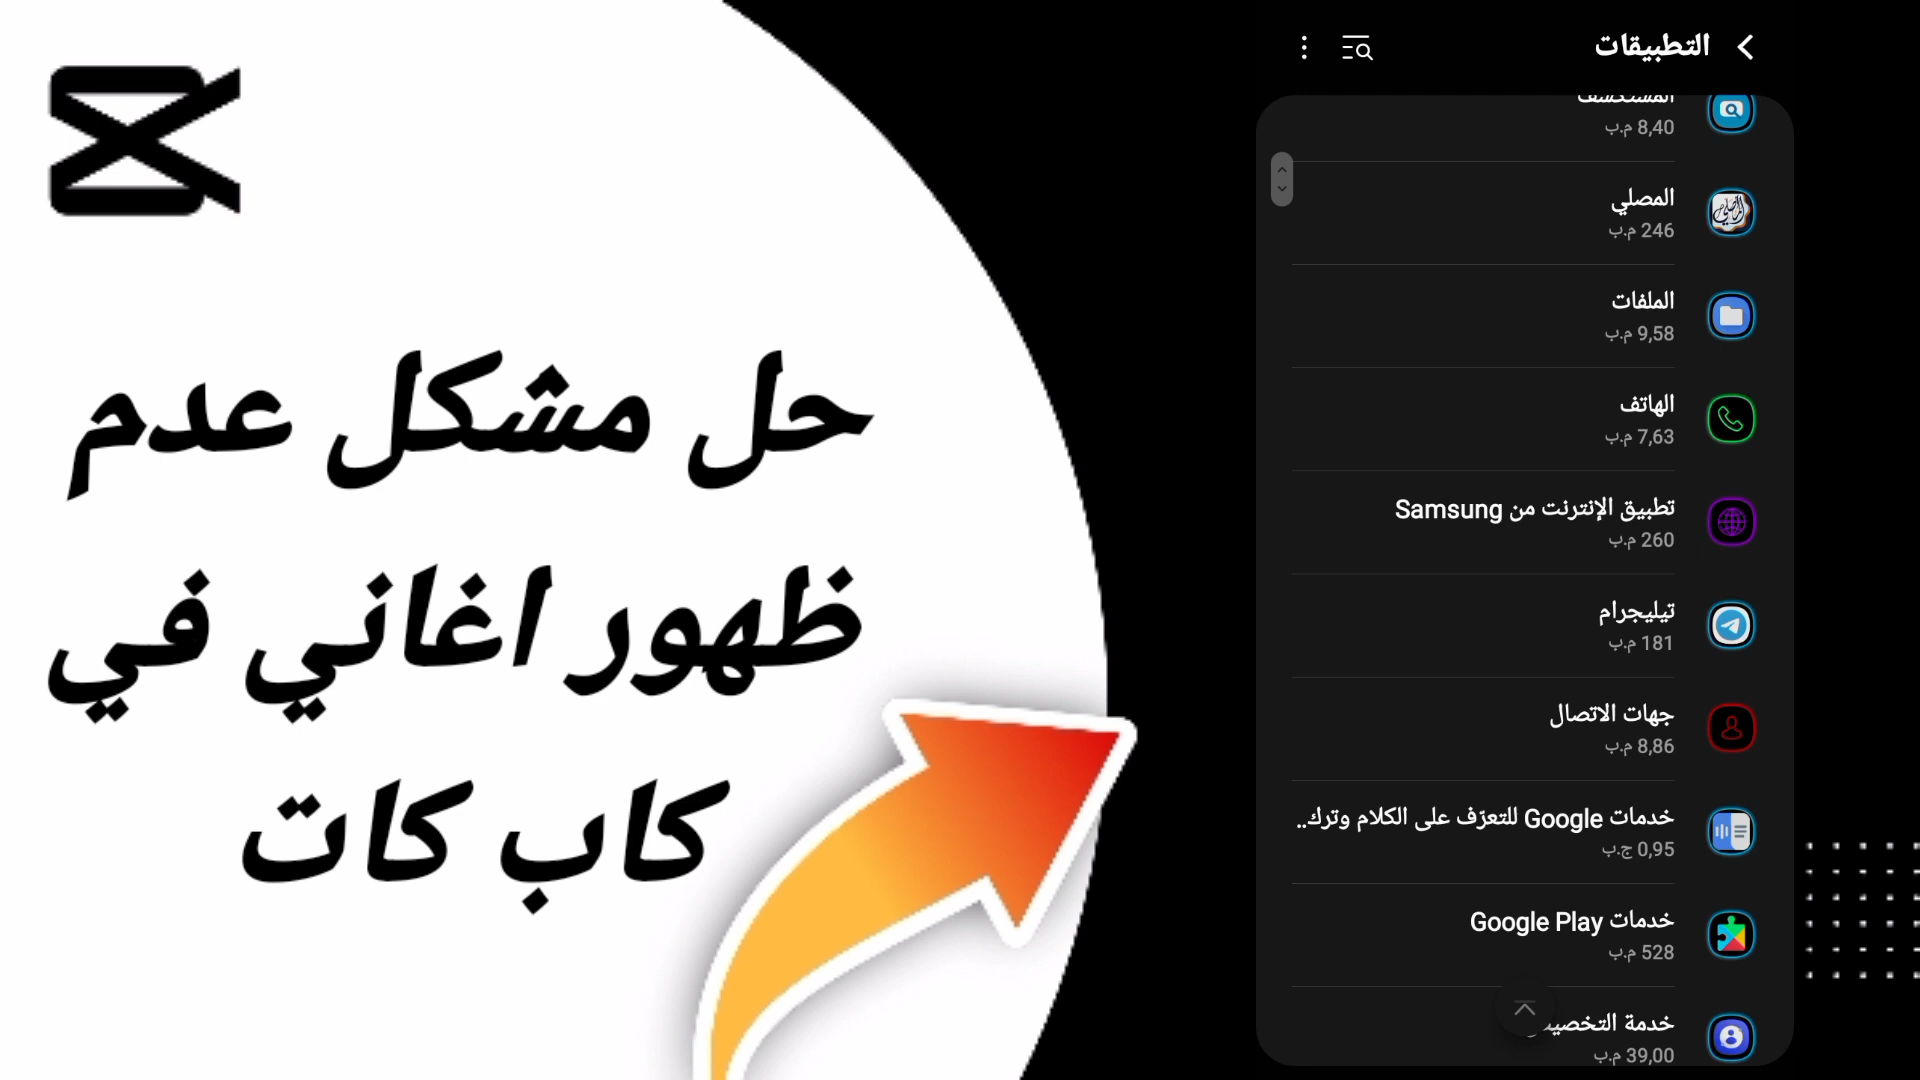 حل مشكل عدم
ظهور اغاني في
كاب كات
التطبيقات
المستكشف
8,40 م.ب
المصلي
246 م.ب
الملفات
9,58 م.ب
الهاتف
7,63 م.ب
تطبيق الإنترنت من Samsung
260 م.ب
تيليجرام
181 م.ب
جهات الاتصال
8,86 م.ب
خدمات Google للتعرّف على الكلام وترك..
0,95 ج.ب
خدمات Google Play
528 م.ب
خدمة
39,00 م.ب